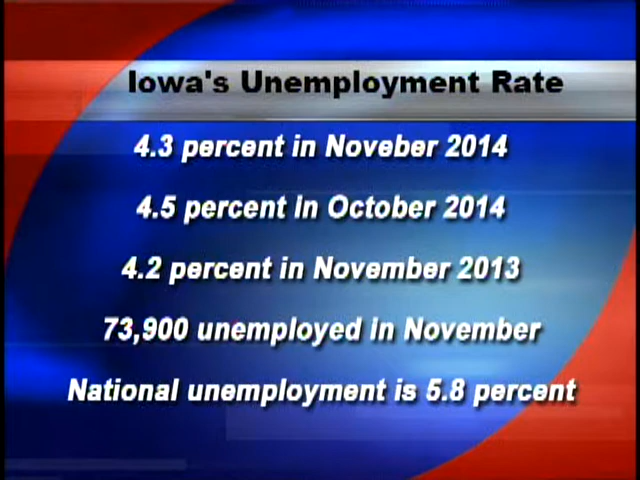 Iowa's Unemployment Rate
4.3 percent in Noveber 2014
4.5 percent in October 2014
4.2 percent in November 2013
73,900 unemployed in November
National unemployment is 5.8 percent